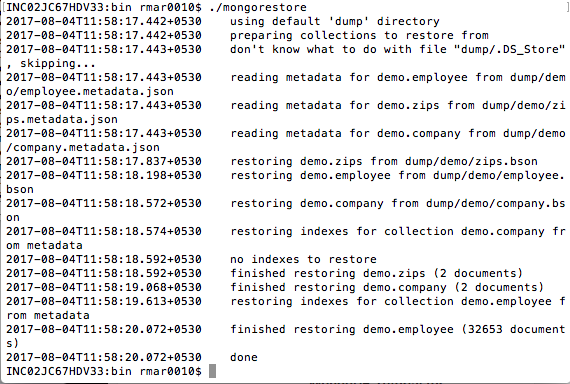 INC02JC67HDV33:bin rmar0010$ ./mongorestore
2017-08-04T11:58:17.442+0530    using default 'dump' directory
2017-08-04T11:58:17.442+0530    preparing collections to restore from
2017-08-04T11:58:17.443+0530    don't know what to do with file "dump/.DS_Store"
, skipping...
2017-08-04T11:58:17.443+0530    reading metadata for demo.employee from dump/dem
o/employee.metadata.json
2017-08-04T11:58:17.443+0530    reading metadata for demo.zips from dump/demo/zi
ps.metadata.json
2017-08-04T11:58:17.443+0530    reading metadata for demo.company from dump/demo
/company.metadata.json
2017-08-04T11:58:17.837+0530    restoring demo.zips from dump/demo/zips.bson
2017-08-04T11:58:18.198+0530    restoring demo.employee from dump/demo/employee.
bson
2017-08-04T11:58:18.572+0530    restoring demo.company from dump/demo/company.bs
on
2017-08-04T11:58:18.574+0530    restoring indexes for collection demo.company fr
om metadata
2017-08-04T11:58:18.592+0530    no indexes to restore
2017-08-04T11:58:18.592+0530    finished restoring demo.zips (2 documents)
2017-08-04T11:58:19.068+0530    finished restoring demo.company (2 documents)
2017-08-04T11:58:19.613+0530    restoring indexes for collection demo.employee f
rom metadata
2017-08-04T11:58:20.072+0530    finished restoring demo.employee (32653 document
s)
2017-08-04T11:58:20.072+0530    done
INC02JC67HDV33:bin rmar0010$